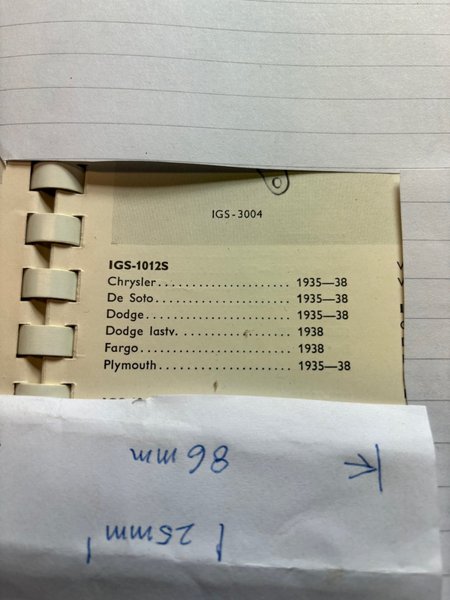 IGS-3004
IGS-1012S
Chrysler...................... 1935—38
De Soto...................... 1935—38
Dodge........................ 1935—38
Dodge lastv.................. 1938
Fargo......................... 1938
Plymouth..................... 1935—38
86 mm
25mm